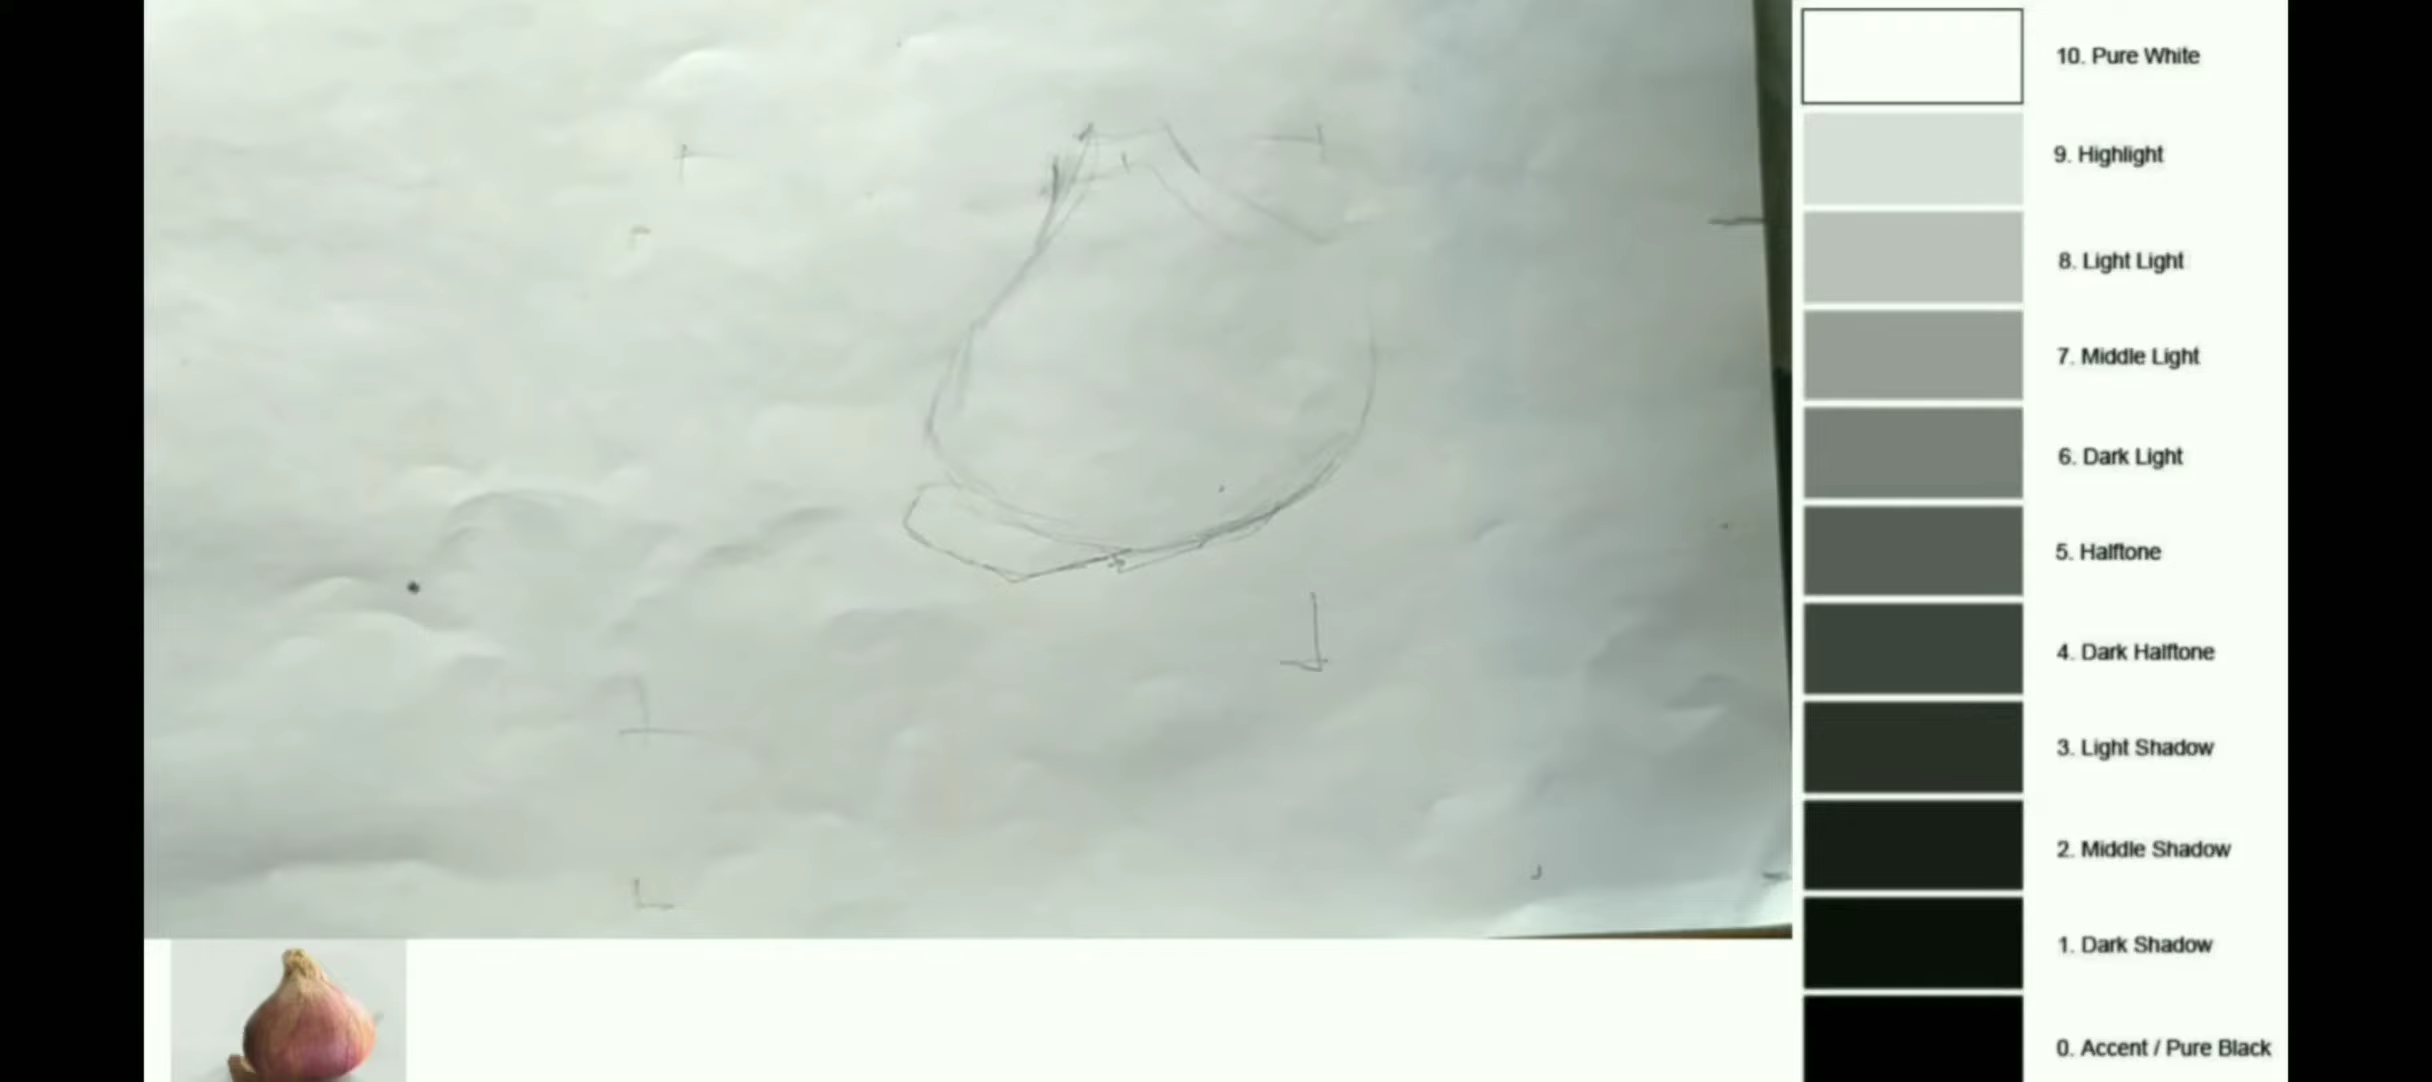 10. Pure White
9. Highlight
8. Light Light
7. Middle Light
6. Dark Light
5. Halftone
4. Dark Halftone
3. Light Shadow
2. Middle Shadow
1. Dark Shadow
0. Accent / Pure Black